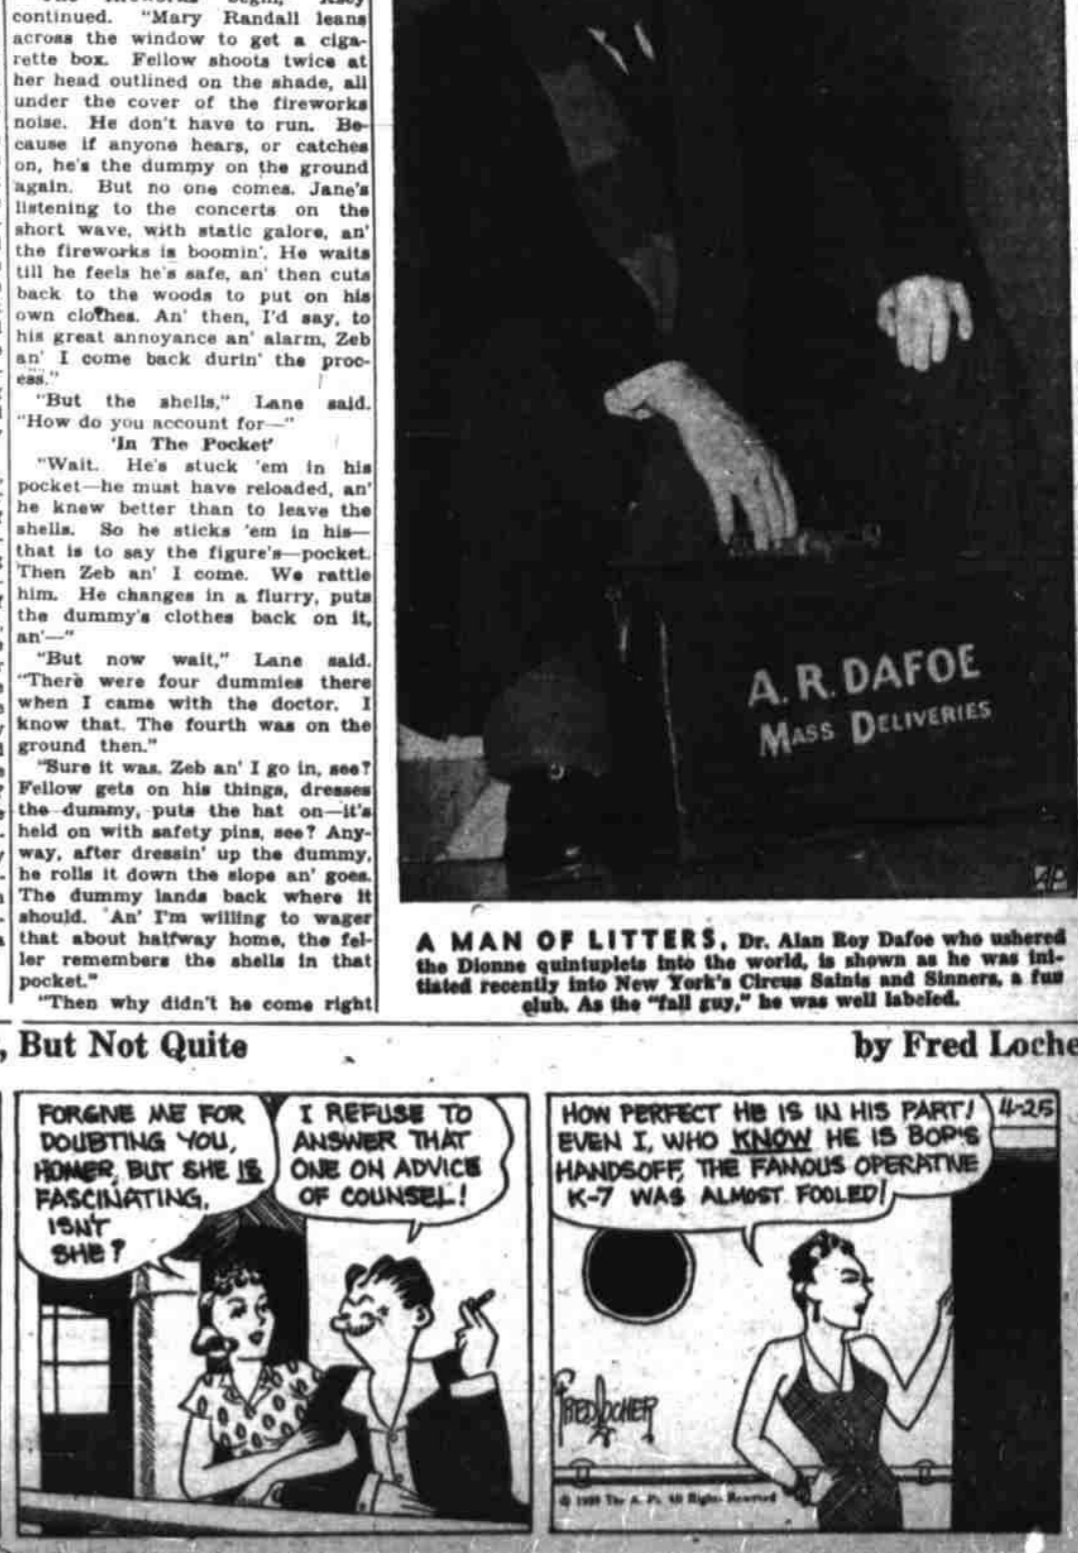 continued. "Mary Randall leans
across the window to get a ciga-
rette box. Fellow shoots twice at
her head outlined on the shade, all
under the cover of the fireworks
noise. He don't have to run. Be-
cause if anyone hears, or catches
on, he's the dummy on the ground
again. But no one comes. Jane's
listening to the concerts on the
short wave, with static galore, an'
the fireworks is boomin'. He waits
till he feels he's safe, an' then cuts
back to the woods to put on his
own clothes. An' then, I'd say, to
his great annoyance an' alarm, Zeb
an' I come back durin' the proc-
ess."
"But the shells," Lane said.
"How do you account for—"
'In The Pocket'
"Wait. He's stuck 'em in his
pocket—he must have reloaded, an'
he knew better than to leave the
shells. So he sticks 'em in his—
that is to say the figure's—pocket.
Then Zeb an' I come. We rattle
him. He changes in a flurry, puts
the dummy's clothes back on it,
an'—"
"But now wait," Lane said.
"There were four dummies there
when I came with the doctor. I
know that. The fourth was on the
ground then."
"Sure it was. Zeb an' I go in, see?
Fellow gets on his things, dresses
the dummy, puts the hat on—it's
held on with safety pins, see? Any-
way, after dressin' up the dummy,
he rolls it down the slope an' goes.
The dummy lands back where it
should. An' I'm willing to wager
that about halfway home, the fel-
ler remembers the shells in that
pocket."
"Then why didn't he come right
A. R. DAFOE
MASS DELIVERIES
A MAN OF LITTERS, Dr. Alan Roy Dafoe who ushered
the Dionne quintuplets into the world, is shown as he was ini-
tiated recently into New York's Circus Saints and Sinners, a fun
club. As the "fall guy," he was well labeled.
, But Not Quite
by Fred Loche
FORGIVE ME FOR
DOUBTING YOU,
HOMER, BUT SHE IS
FASCINATING,
ISN'T
SHE?
I REFUSE TO
ANSWER THAT
ONE ON ADVICE
OF COUNSEL!
HOW PERFECT HE IS IN HIS PART!
EVEN I, WHO KNOW HE IS BOP'S
HANDSOFF, THE FAMOUS OPERATIVE
K-7 WAS ALMOST FOOLED!
4-25
FRED LOCHER
© 1939 The A. P. All Rights Reserved